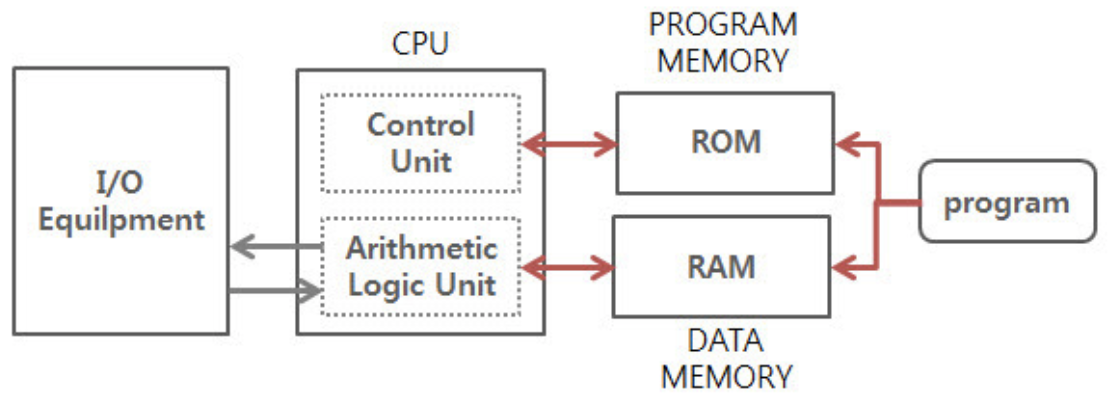 I/O
Equilpment
CPU
Control
Unit
Arithmetic
Logic Unit
PROGRAM
MEMORY
ROM
RAM
DATA
MEMORY
program